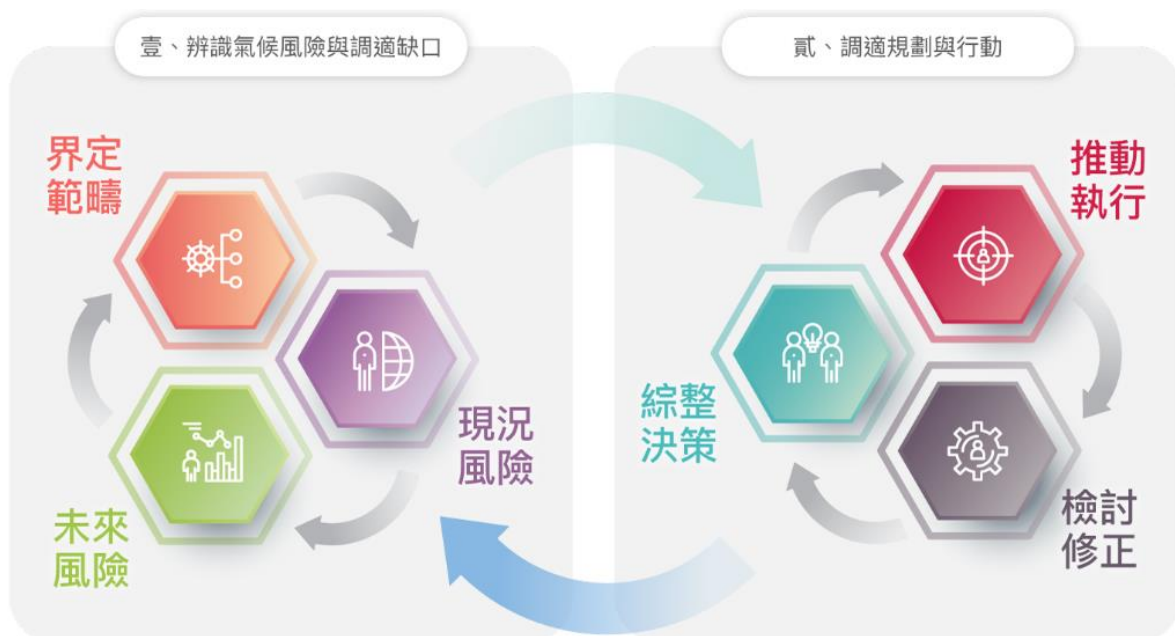 壹、辨識氣候風險與調適缺口
界定
範疇
現況
風險
未來
風險
貳、調適規劃與行動
推動
執行
綜整
決策
檢討
修正